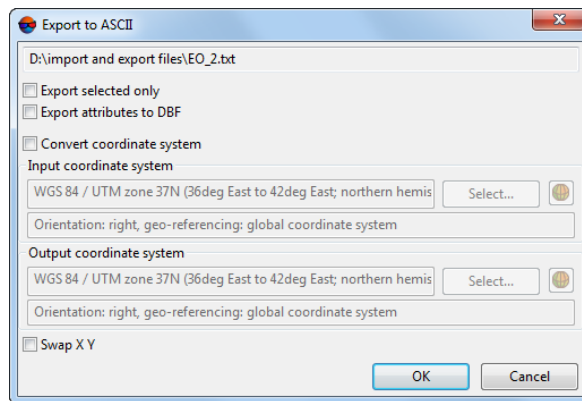 Export to ASCII
D:\import and export files\EO_2.txt
Export selected only
Export attributes to DBF
Convert coordinate system
Input coordinate system
WGS 84 / UTM zone 37N (36deg East to 42deg East; northern hemis
Select...
Orientation: right, geo-referencing: global coordinate system
Output coordinate system
WGS 84 / UTM zone 37N (36deg East to 42deg East; northern hemis
Select...
Orientation: right, geo-referencing: global coordinate system
Swap X Y
OK
Cancel